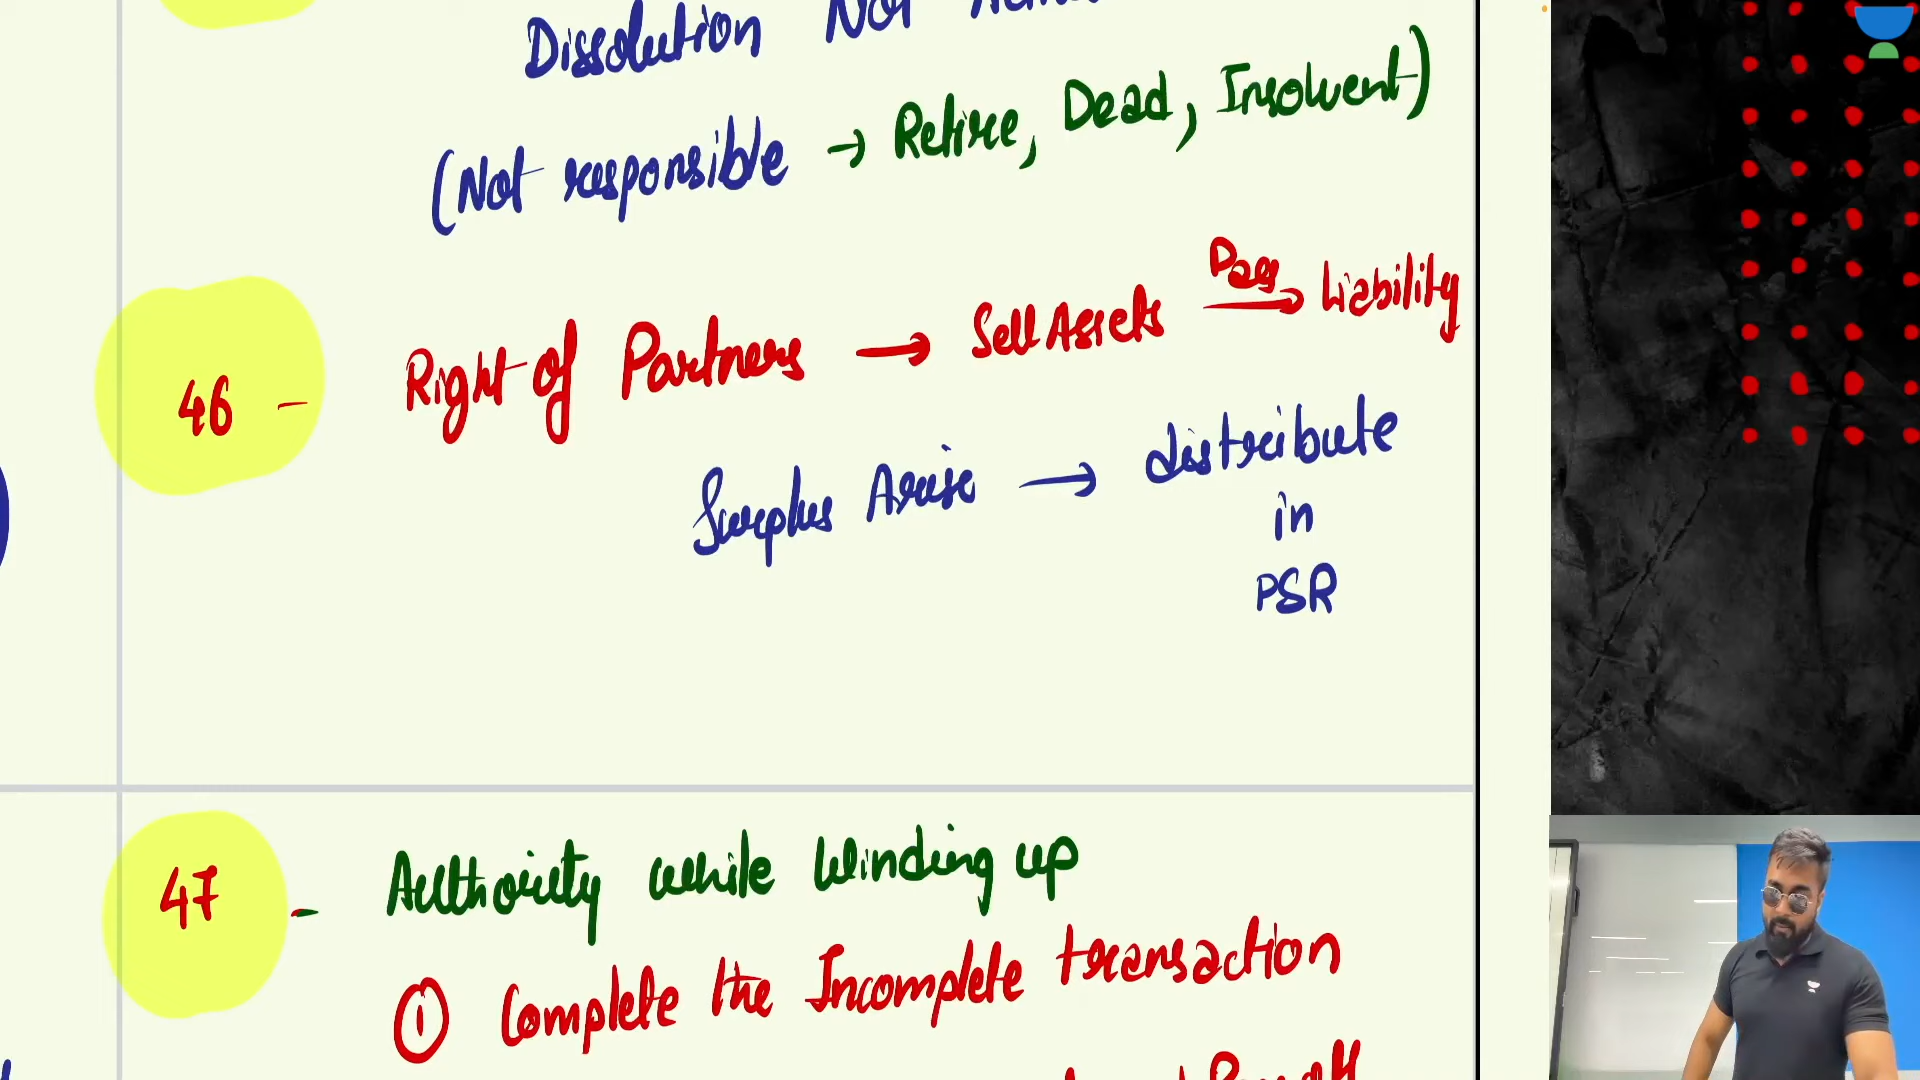 Dissolution Not
(Not responsible → Retire, Dead, Insolvent)
46 - Right of Partners → Sell Assets Pay → Liability
Surplus Arise → distribute
in
PSR
47 - Authority while Winding up
① Complete the Incomplete transaction